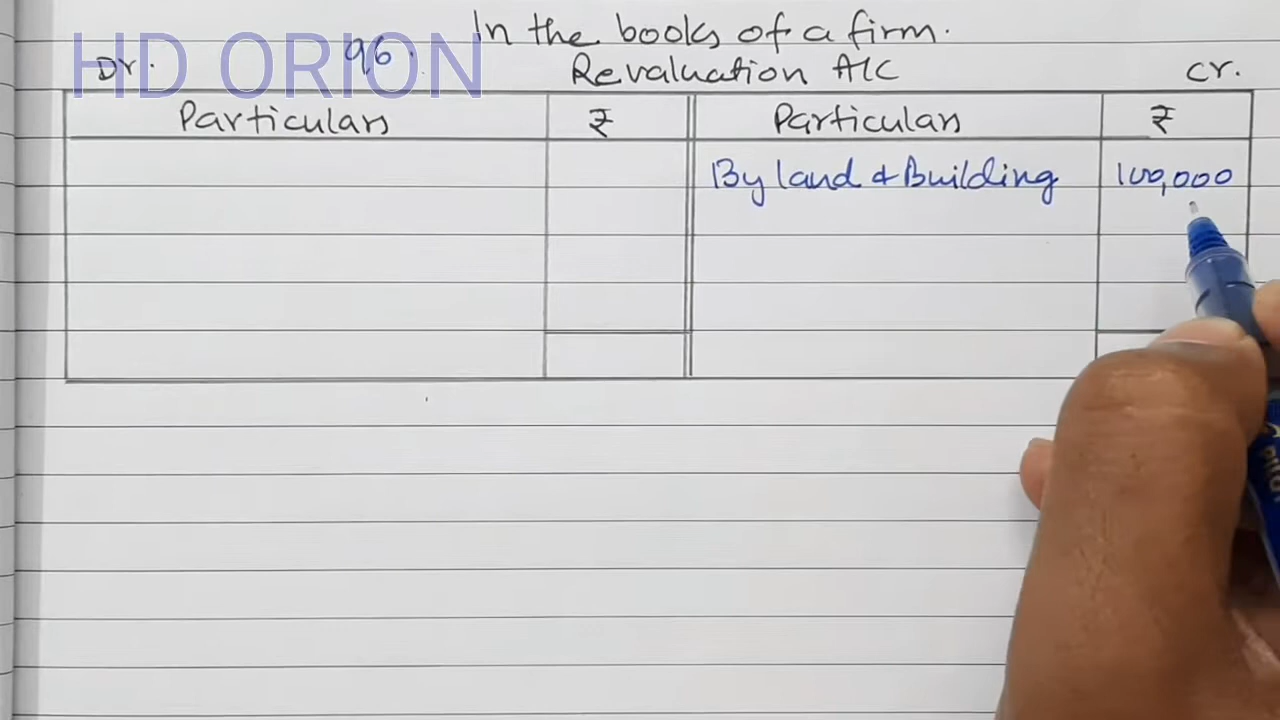 In the books of a firm.
HD ORION
Dr. 96. Revaluation A/C Cr.
Particulars ₹ Particulars ₹
By land & Building 100,000